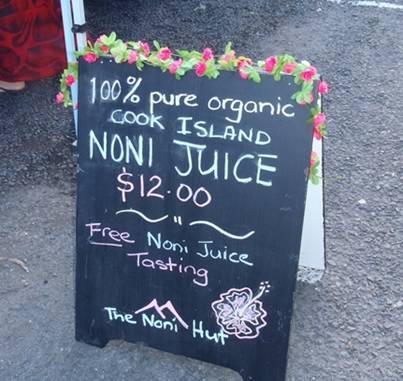 100% pure organic
COOK ISLAND
NONI JUICE
$12.00
Free Noni Juice
Tasting
The Noni Hut